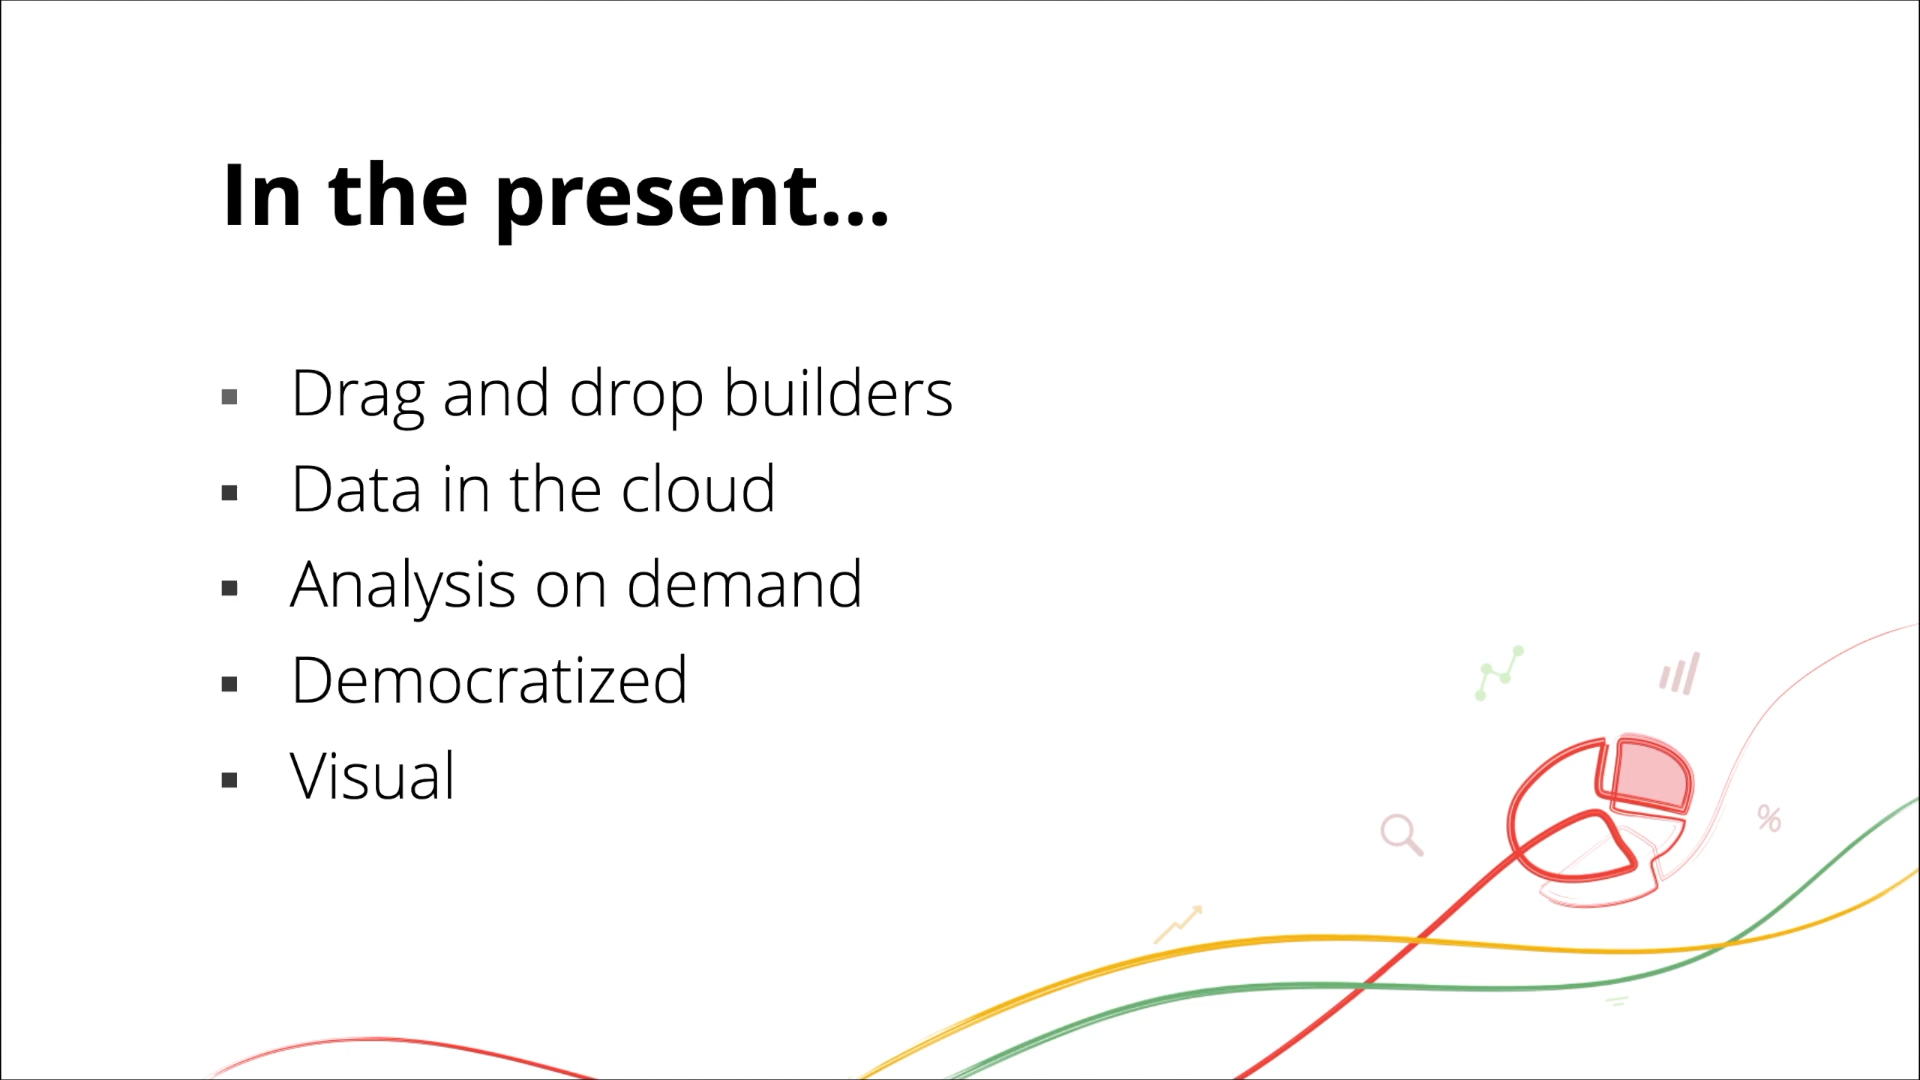 In the present...
▪ Drag and drop builders
▪ Data in the cloud
▪ Analysis on demand
▪ Democratized
▪ Visual
%